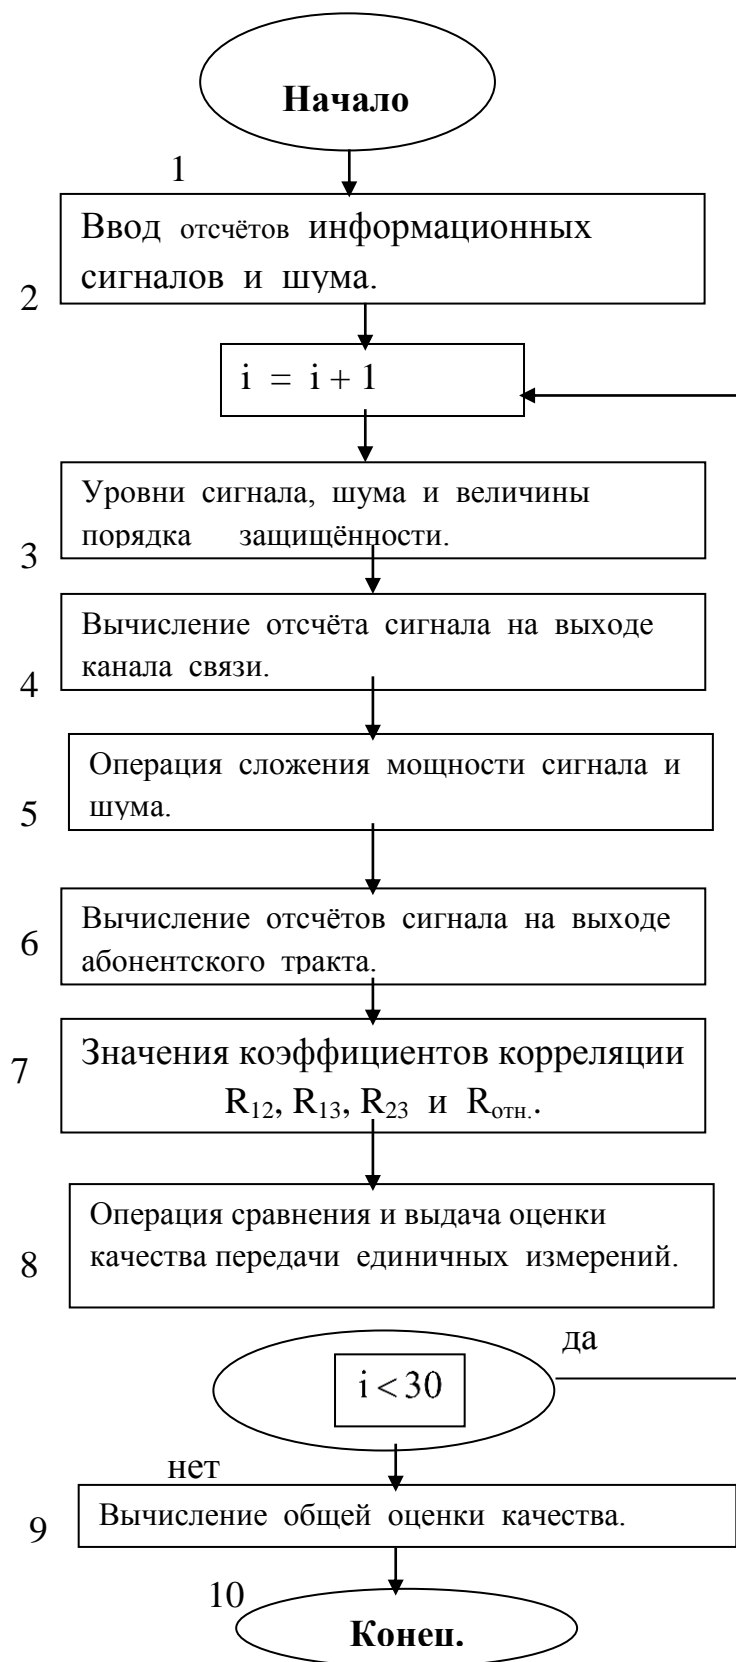 Начало
1
Ввод отсчётов информационных
сигналов и шума.
2
i = i + 1
Уровни сигнала, шума и величины
порядка защищённости.
3
Вычисление отсчёта сигнала на выходе
канала связи.
4
Операция сложения мощности сигнала и
шума.
5
Вычисление отсчётов сигнала на выходе
абонентского тракта.
6
Значения коэффициентов корреляции
R₁₂, R₁₃, R₂₃ и Rотн..
7
Операция сравнения и выдача оценки
качества передачи единичных измерений.
8
да
i < 30
нет
Вычисление общей оценки качества.
9
10
Конец.